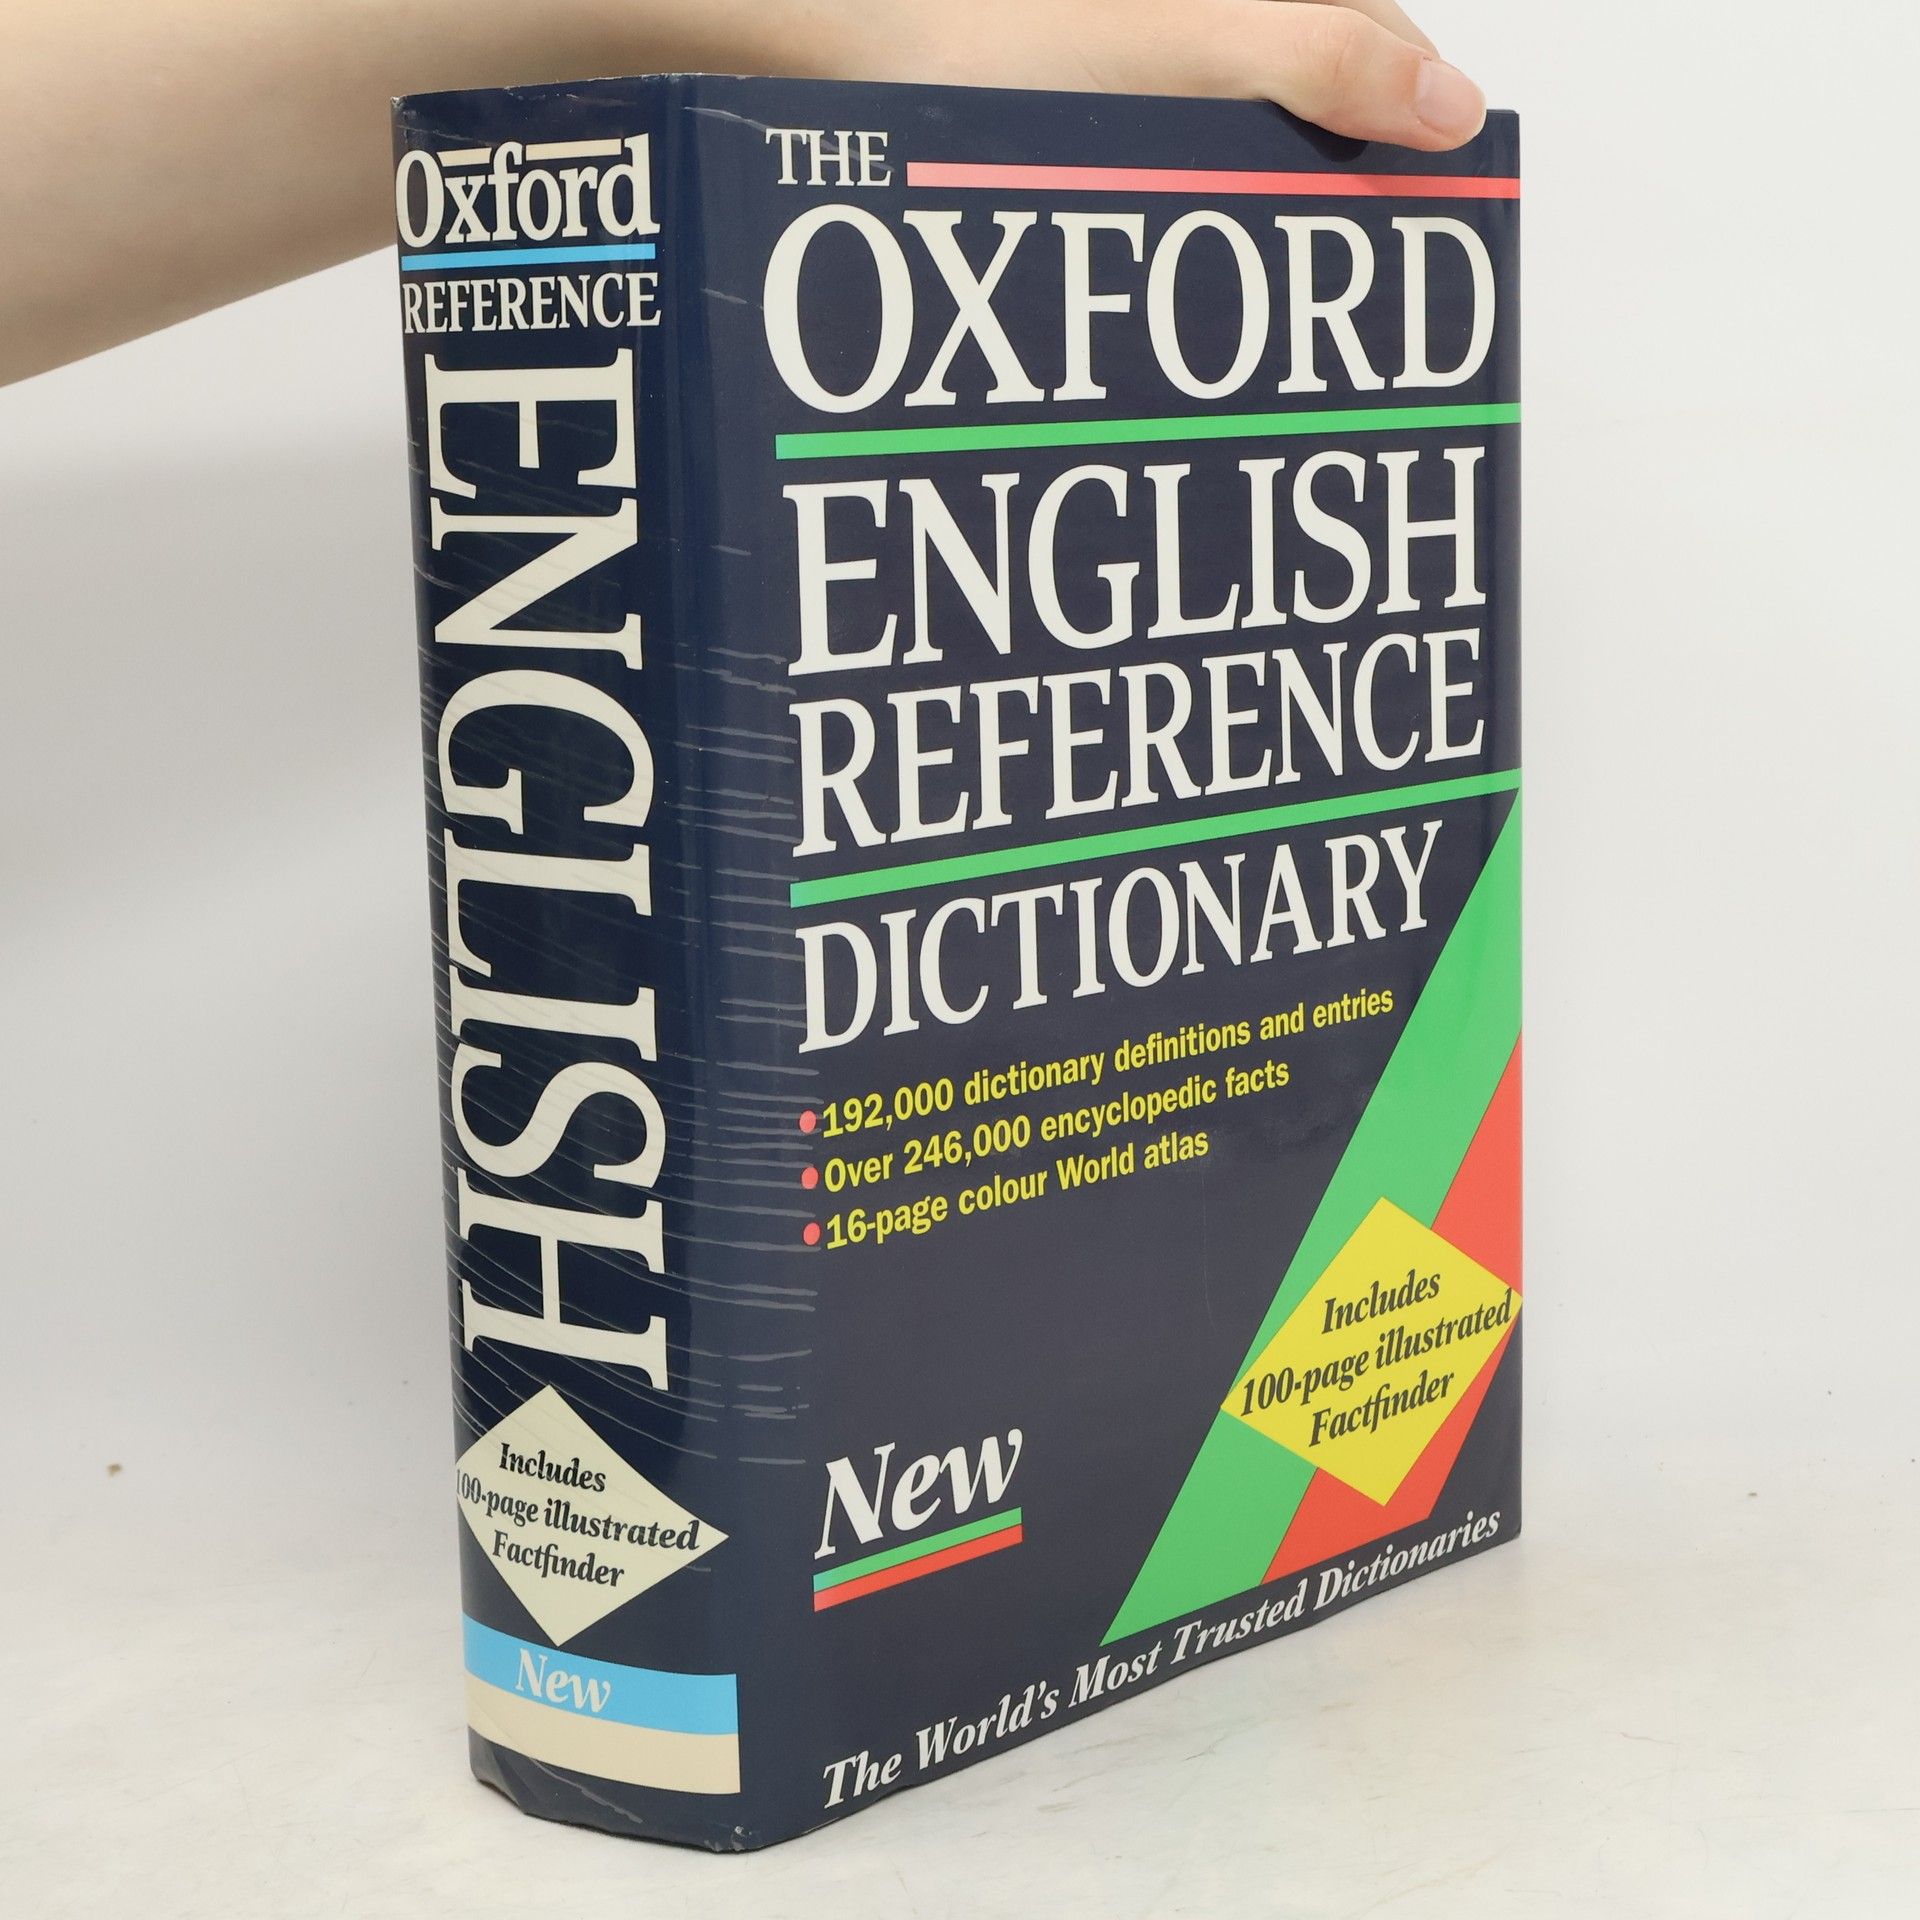 Oxford
REFERENCE
ENGLISH
Includes
100-page illustrated
Factfinder
New
THE
OXFORD
ENGLISH
REFERENCE
DICTIONARY
•192,000 dictionary definitions and entries
•Over 246,000 encyclopedic facts
•16-page colour World atlas
Includes
100-page illustrated
Factfinder
New
The World's Most Trusted Dictionaries